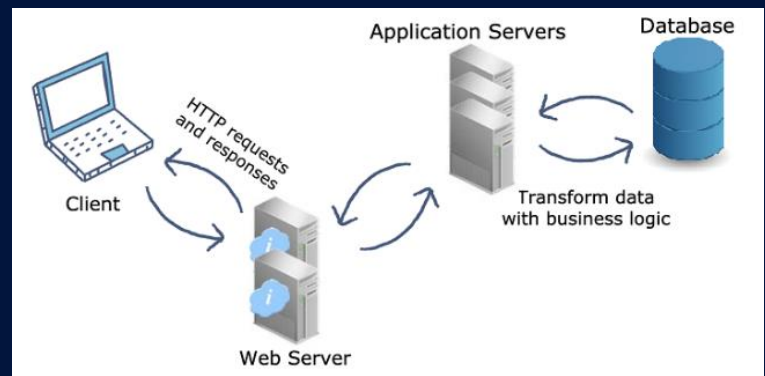 Application Servers
Database
HTTP requests
and responses
Client
Transform data
with business logic
i
i
Web Server